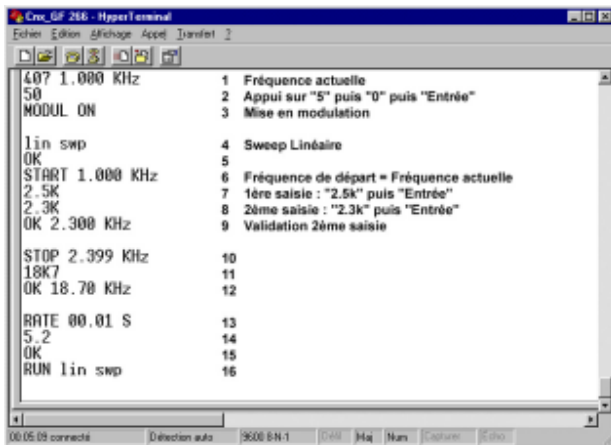 Cnx_GF 266 - HyperTerminal
Fichier Edition Affichage Appel Transfert ?
407 1.000 KHz 1 Fréquence actuelle
50 2 Appui sur "5" puis "0" puis "Entrée"
MODUL ON 3 Mise en modulation
lin swp 4 Sweep Linéaire
OK 5
START 1.000 KHz 6 Fréquence de départ = Fréquence actuelle
2.5K 7 1ère saisie : "2.5k" puis "Entrée"
2.3K 8 2ème saisie : "2.3k" puis "Entrée"
OK 2.300 KHz 9 Validation 2ème saisie
STOP 2.399 KHz 10
18K7 11
OK 18.70 KHz 12
RATE 00.01 S 13
5.2 14
OK 15
RUN lin swp 16
00:05:09 connecté Détection auto 9600 8-N-1 Défil Maj Num Capturer Écho